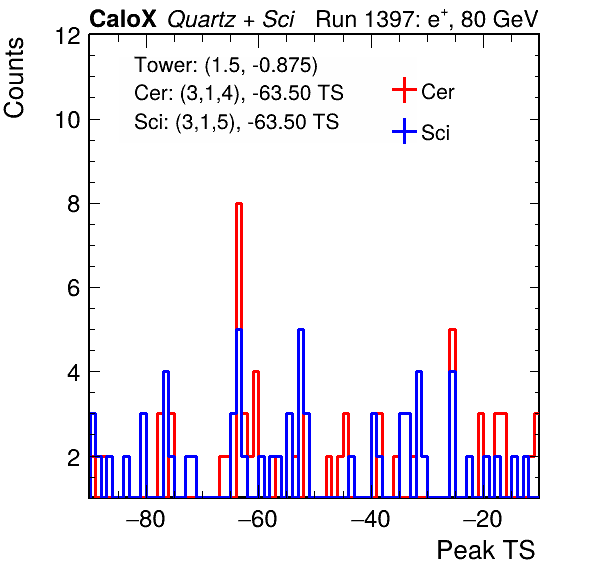 CaloX Quartz + Sci Run 1397: e⁺, 80 GeV
Counts
12
10
8
6
4
2
Tower: (1.5, -0.875)
Cer: (3,1,4), -63.50 TS
Sci: (3,1,5), -63.50 TS
Cer
Sci
−80 −60 −40 −20
Peak TS